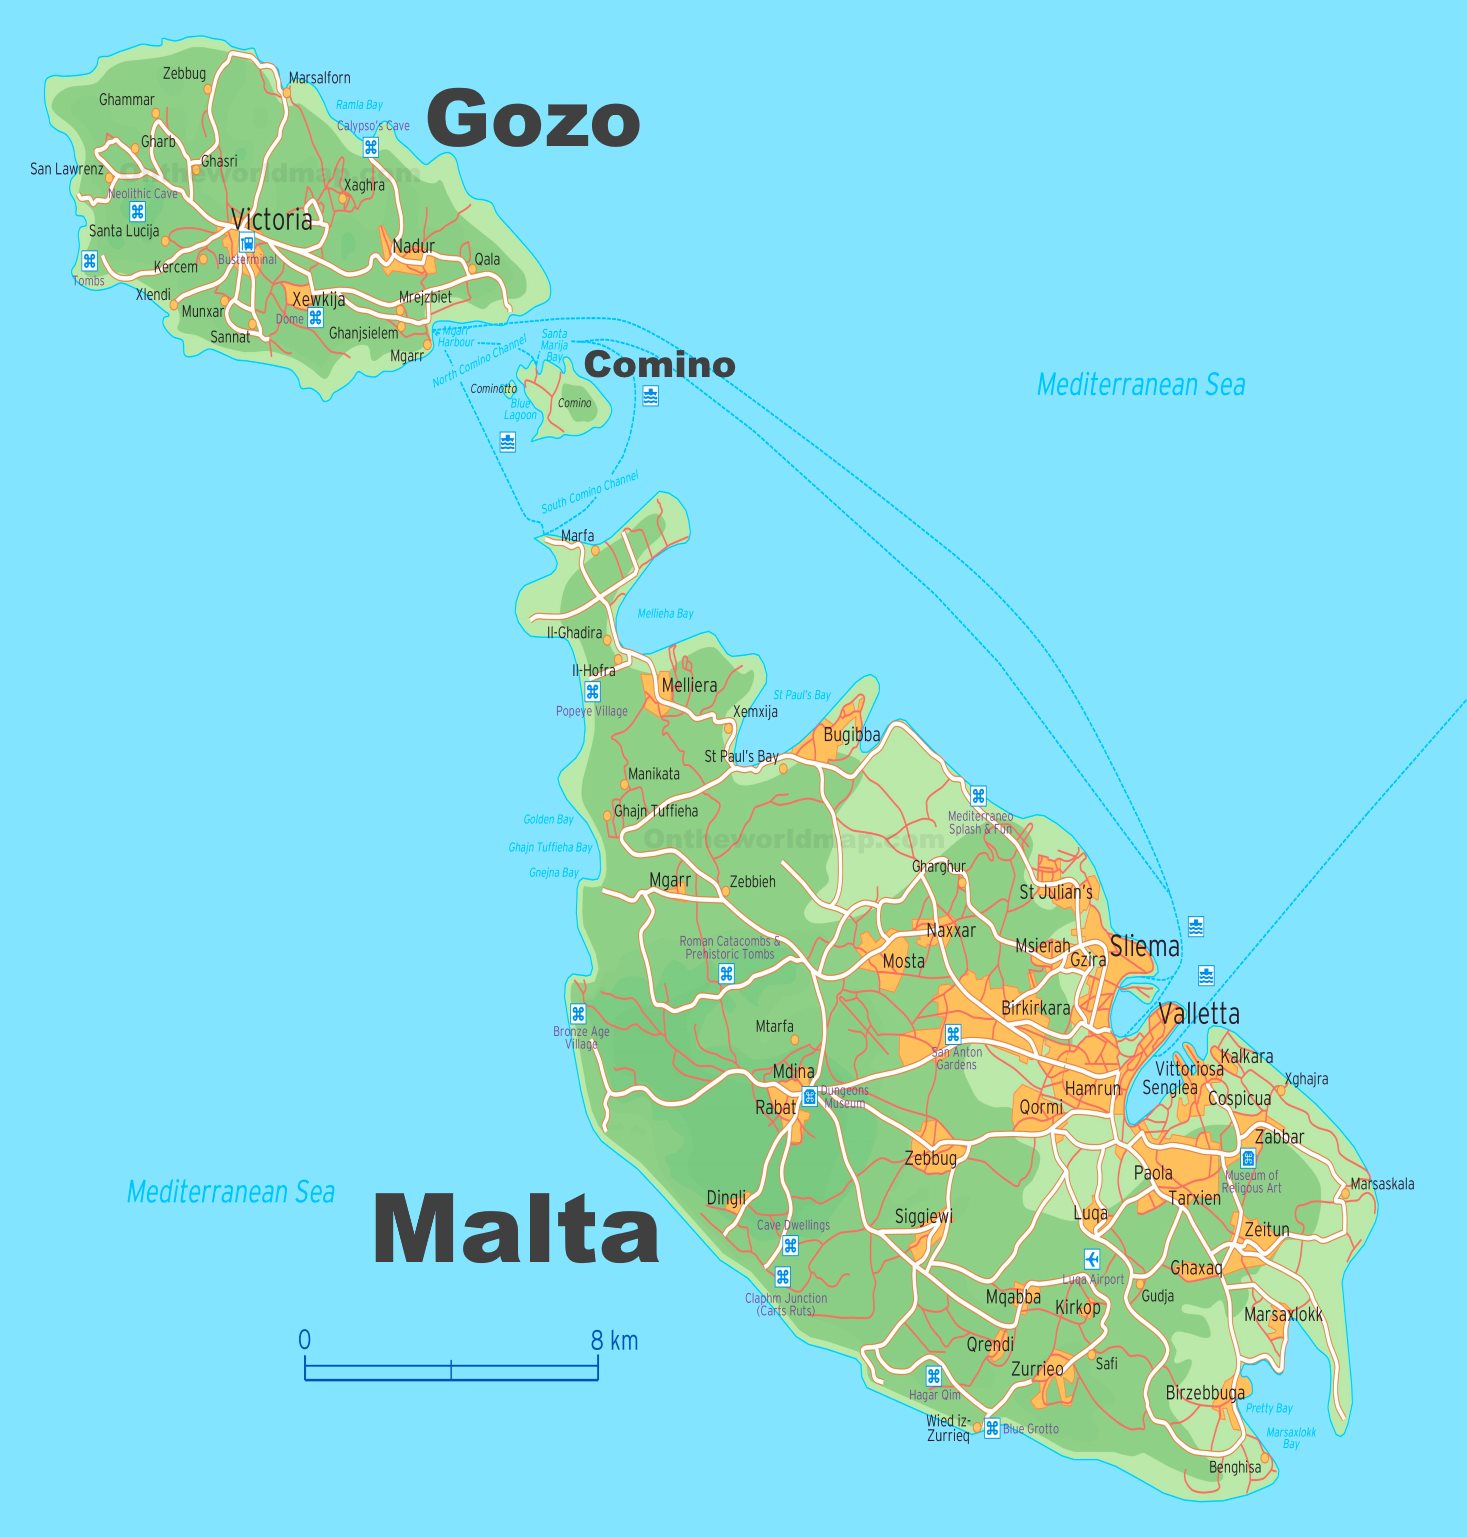 Gozo
Zebbug
Marsalforn
Ghammar
Ramla Bay
Calypso's Cave
Gharb
Ghasri
San Lawrenz
Ontheworldmap.com
Neolithic Cave
Xaghra
Santa Lucija
Victoria
Nadur
Tombs
Kercem
Busterminal
Qala
Xlendi
Munxar
Xewkija
Mrejzbiet
Dome
Sannat
Ghanjsielem
Mgarr
Mgarr
Harbour
North Comino Channel
Santa
Marija
Bay
Comino
Cominotto
Blue
Lagoon
Comino
Mediterranean Sea
South Comino Channel
Marfa
Mellieha Bay
Il-Ghadira
Il-Hofra
Melliera
Popeye Village
St Paul's Bay
Xemxija
Bugibba
St Paul's Bay
Manikata
Ghajn Tuffieha
Golden Bay
Ghajn Tuffieha Bay
Gnejna Bay
Mediterraneo
Splash & Fun
Ontheworldmap.com
Gharghur
Mgarr
Zebbieh
St Julian's
Naxxar
Msierah
Sliema
Gzira
Mosta
Roman Catacombs &
Prehistoric Tombs
Birkirkara
Valletta
Bronze Age
Village
Mtarfa
San Anton
Gardens
Kalkara
Vittoriosa
Senglea
Xghajra
Mdina
Dungeons
Museum
Hamrun
Cospicua
Rabat
Qormi
Zabbar
Zebbug
Paola
Museum of
Religous Art
Marsaskala
Tarxien
Mediterranean Sea
Malta
Dingli
Cave Dwellings
Siggiewi
Luqa
Zeitun
Ghaxaq
Luqa Airport
Claphm Junction
(Carts Ruts)
Mqabba
Kirkop
Gudja
Marsaxlokk
0
8 km
Qrendi
Zurrieo
Safi
Hagar Qim
Birzebbuga
Pretty Bay
Wied iz-
Zurrieq
Blue Grotto
Marsaxlokk
Bay
Benghisa